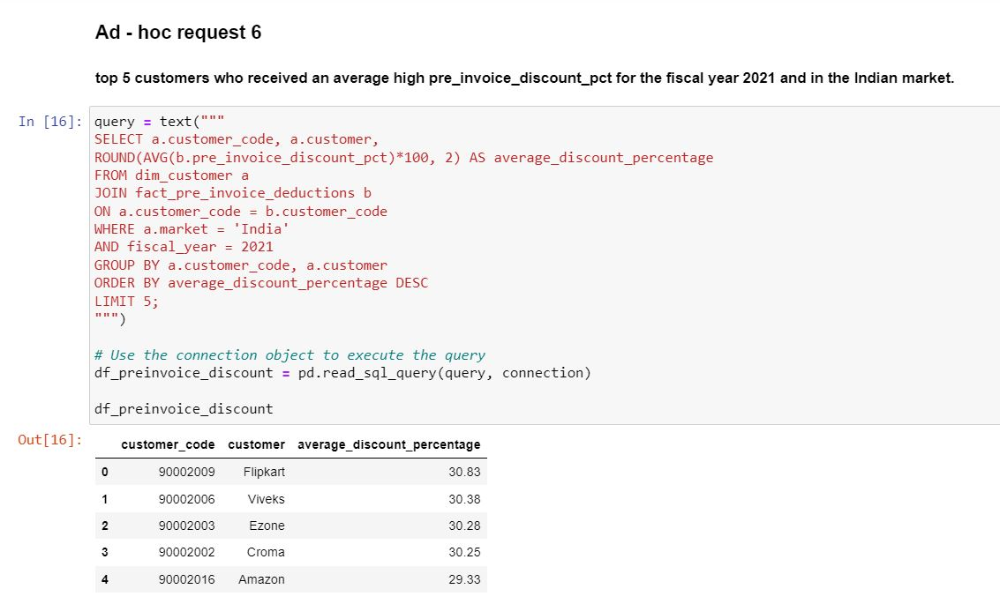 Ad - hoc request 6
top 5 customers who received an average high pre_invoice_discount_pct for the fiscal year 2021 and in the Indian market.
In [16]: query = text("""
SELECT a.customer_code, a.customer,
ROUND(AVG(b.pre_invoice_discount_pct)*100, 2) AS average_discount_percentage
FROM dim_customer a
JOIN fact_pre_invoice_deductions b
ON a.customer_code = b.customer_code
WHERE a.market = 'India'
AND fiscal_year = 2021
GROUP BY a.customer_code, a.customer
ORDER BY average_discount_percentage DESC
LIMIT 5;
""")
# Use the connection object to execute the query
df_preinvoice_discount = pd.read_sql_query(query, connection)
df_preinvoice_discount
Out[16]:
customer_code customer average_discount_percentage
0 90002009 Flipkart 30.83
1 90002006 Viveks 30.38
2 90002003 Ezone 30.28
3 90002002 Croma 30.25
4 90002016 Amazon 29.33